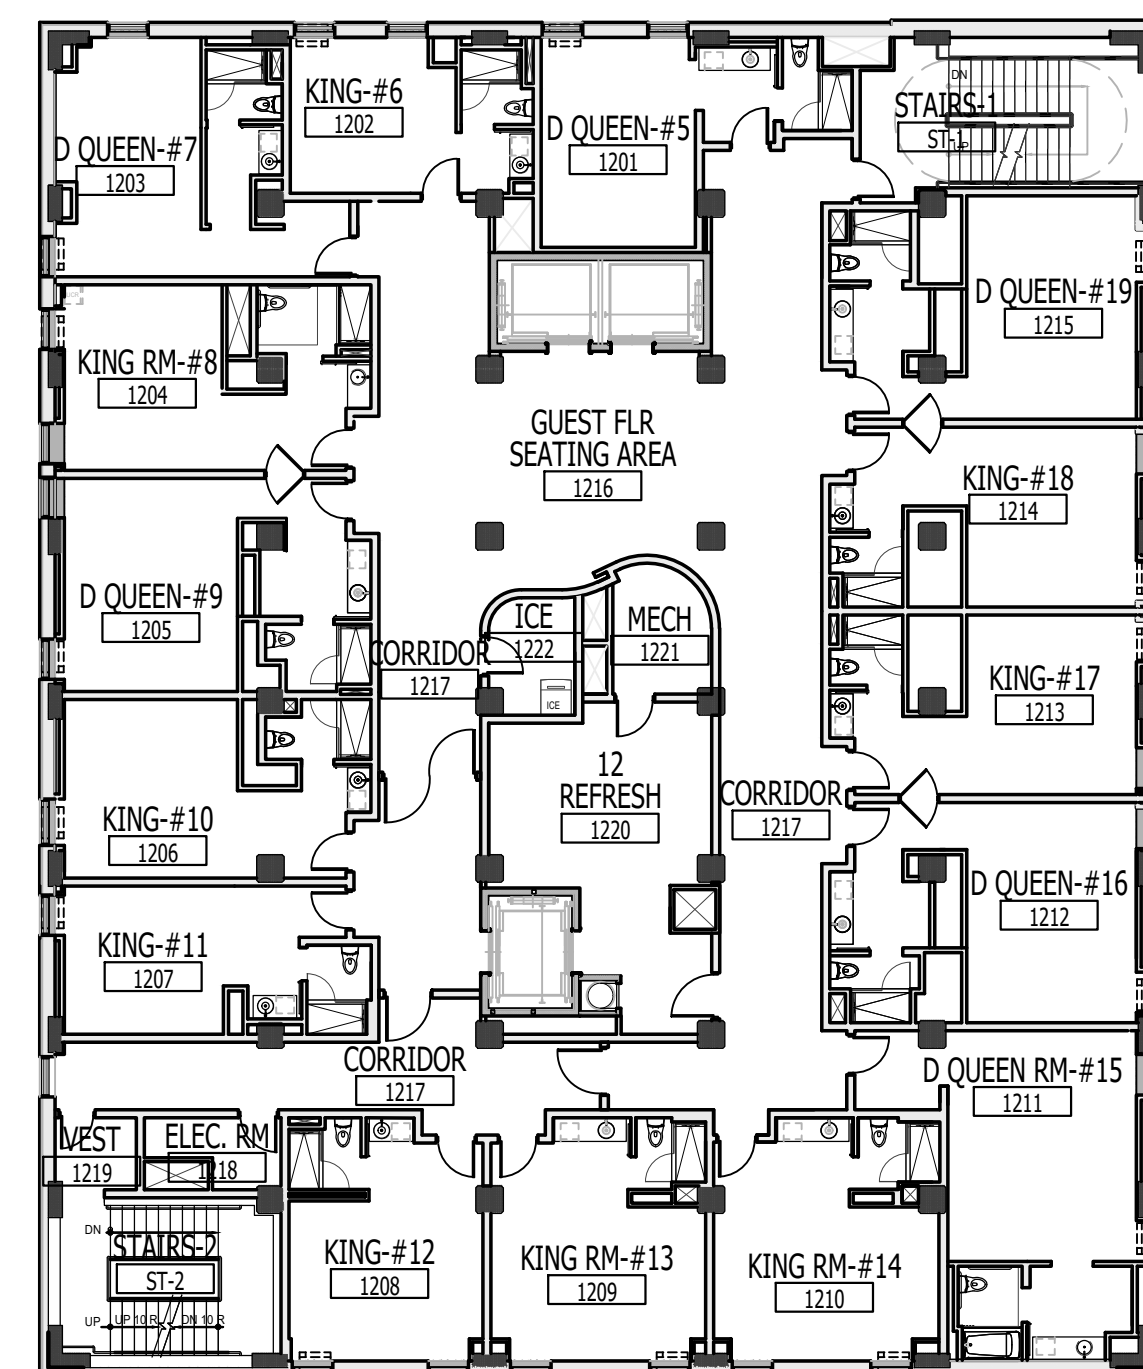 KING-#6
1202
D QUEEN-#7
1203
D QUEEN-#5
1201
DN
STAIRS-1
ST-1
UP
D QUEEN-#19
1215
KING RM-#8
1204
GUEST FLR
SEATING AREA
1216
KING-#18
1214
D QUEEN-#9
1205
ICE
1222
MECH
1221
CORRIDOR
1217
ICE
KING-#17
1213
12
REFRESH
1220
CORRIDOR
1217
KING-#10
1206
D QUEEN-#16
1212
KING-#11
1207
CORRIDOR
1217
D QUEEN RM-#15
1211
VEST
1219
ELEC. RM
1218
DN
STAIRS-2
ST-2
UP
UP 10 R
DN 10 R
KING-#12
1208
KING RM-#13
1209
KING RM-#14
1210